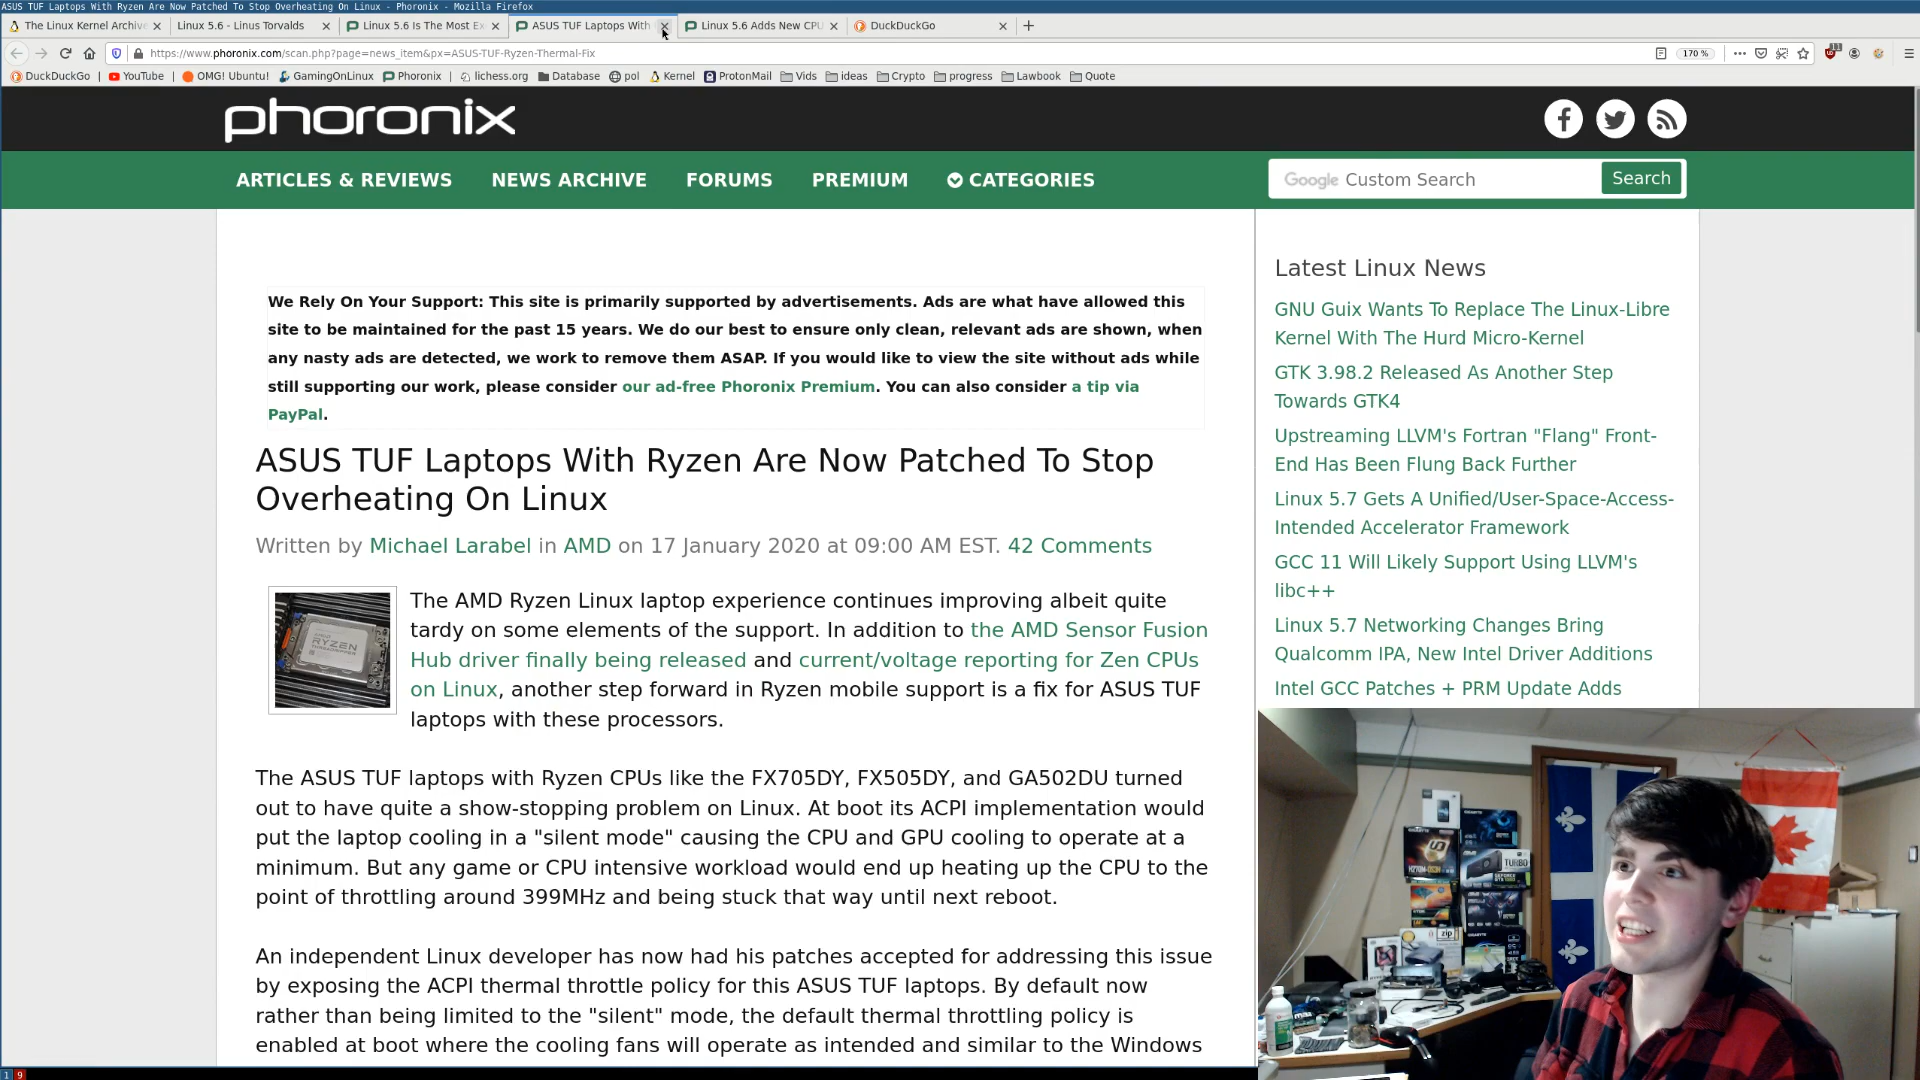 ASUS TUF Laptops With Ryzen Are Now Patched To Stop Overheating On Linux - Phoronix - Mozilla Firefox
The Linux Kernel Archive
Linux 5.6 - Linus Torvalds
Linux 5.6 Is The Most Ex
ASUS TUF Laptops With
Linux 5.6 Adds New CPU
DuckDuckGo
https://www.phoronix.com/scan.php?page=news_item&px=ASUS-TUF-Ryzen-Thermal-Fix
170 %
DuckDuckGo YouTube OMG! Ubuntu! GamingOnLinux Phoronix lichess.org Database pol Kernel ProtonMail Vids ideas Crypto progress Lawbook Quote
phoronix
ARTICLES & REVIEWS NEWS ARCHIVE FORUMS PREMIUM CATEGORIES
Google Custom Search Search
We Rely On Your Support: This site is primarily supported by advertisements. Ads are what have allowed this
site to be maintained for the past 15 years. We do our best to ensure only clean, relevant ads are shown, when
any nasty ads are detected, we work to remove them ASAP. If you would like to view the site without ads while
still supporting our work, please consider our ad-free Phoronix Premium. You can also consider a tip via
PayPal.
ASUS TUF Laptops With Ryzen Are Now Patched To Stop
Overheating On Linux
Written by Michael Larabel in AMD on 17 January 2020 at 09:00 AM EST. 42 Comments
RYZEN
The AMD Ryzen Linux laptop experience continues improving albeit quite
tardy on some elements of the support. In addition to the AMD Sensor Fusion
Hub driver finally being released and current/voltage reporting for Zen CPUs
on Linux, another step forward in Ryzen mobile support is a fix for ASUS TUF
laptops with these processors.
The ASUS TUF laptops with Ryzen CPUs like the FX705DY, FX505DY, and GA502DU turned
out to have quite a show-stopping problem on Linux. At boot its ACPI implementation would
put the laptop cooling in a "silent mode" causing the CPU and GPU cooling to operate at a
minimum. But any game or CPU intensive workload would end up heating up the CPU to the
point of throttling around 399MHz and being stuck that way until next reboot.
An independent Linux developer has now had his patches accepted for addressing this issue
by exposing the ACPI thermal throttle policy for this ASUS TUF laptops. By default now
rather than being limited to the "silent" mode, the default thermal throttling policy is
enabled at boot where the cooling fans will operate as intended and similar to the Windows
Latest Linux News
GNU Guix Wants To Replace The Linux-Libre
Kernel With The Hurd Micro-Kernel
GTK 3.98.2 Released As Another Step
Towards GTK4
Upstreaming LLVM's Fortran "Flang" Front-
End Has Been Flung Back Further
Linux 5.7 Gets A Unified/User-Space-Access-
Intended Accelerator Framework
GCC 11 Will Likely Support Using LLVM's
libc++
Linux 5.7 Networking Changes Bring
Qualcomm IPA, New Intel Driver Additions
Intel GCC Patches + PRM Update Adds
TURBO
zip
1 9